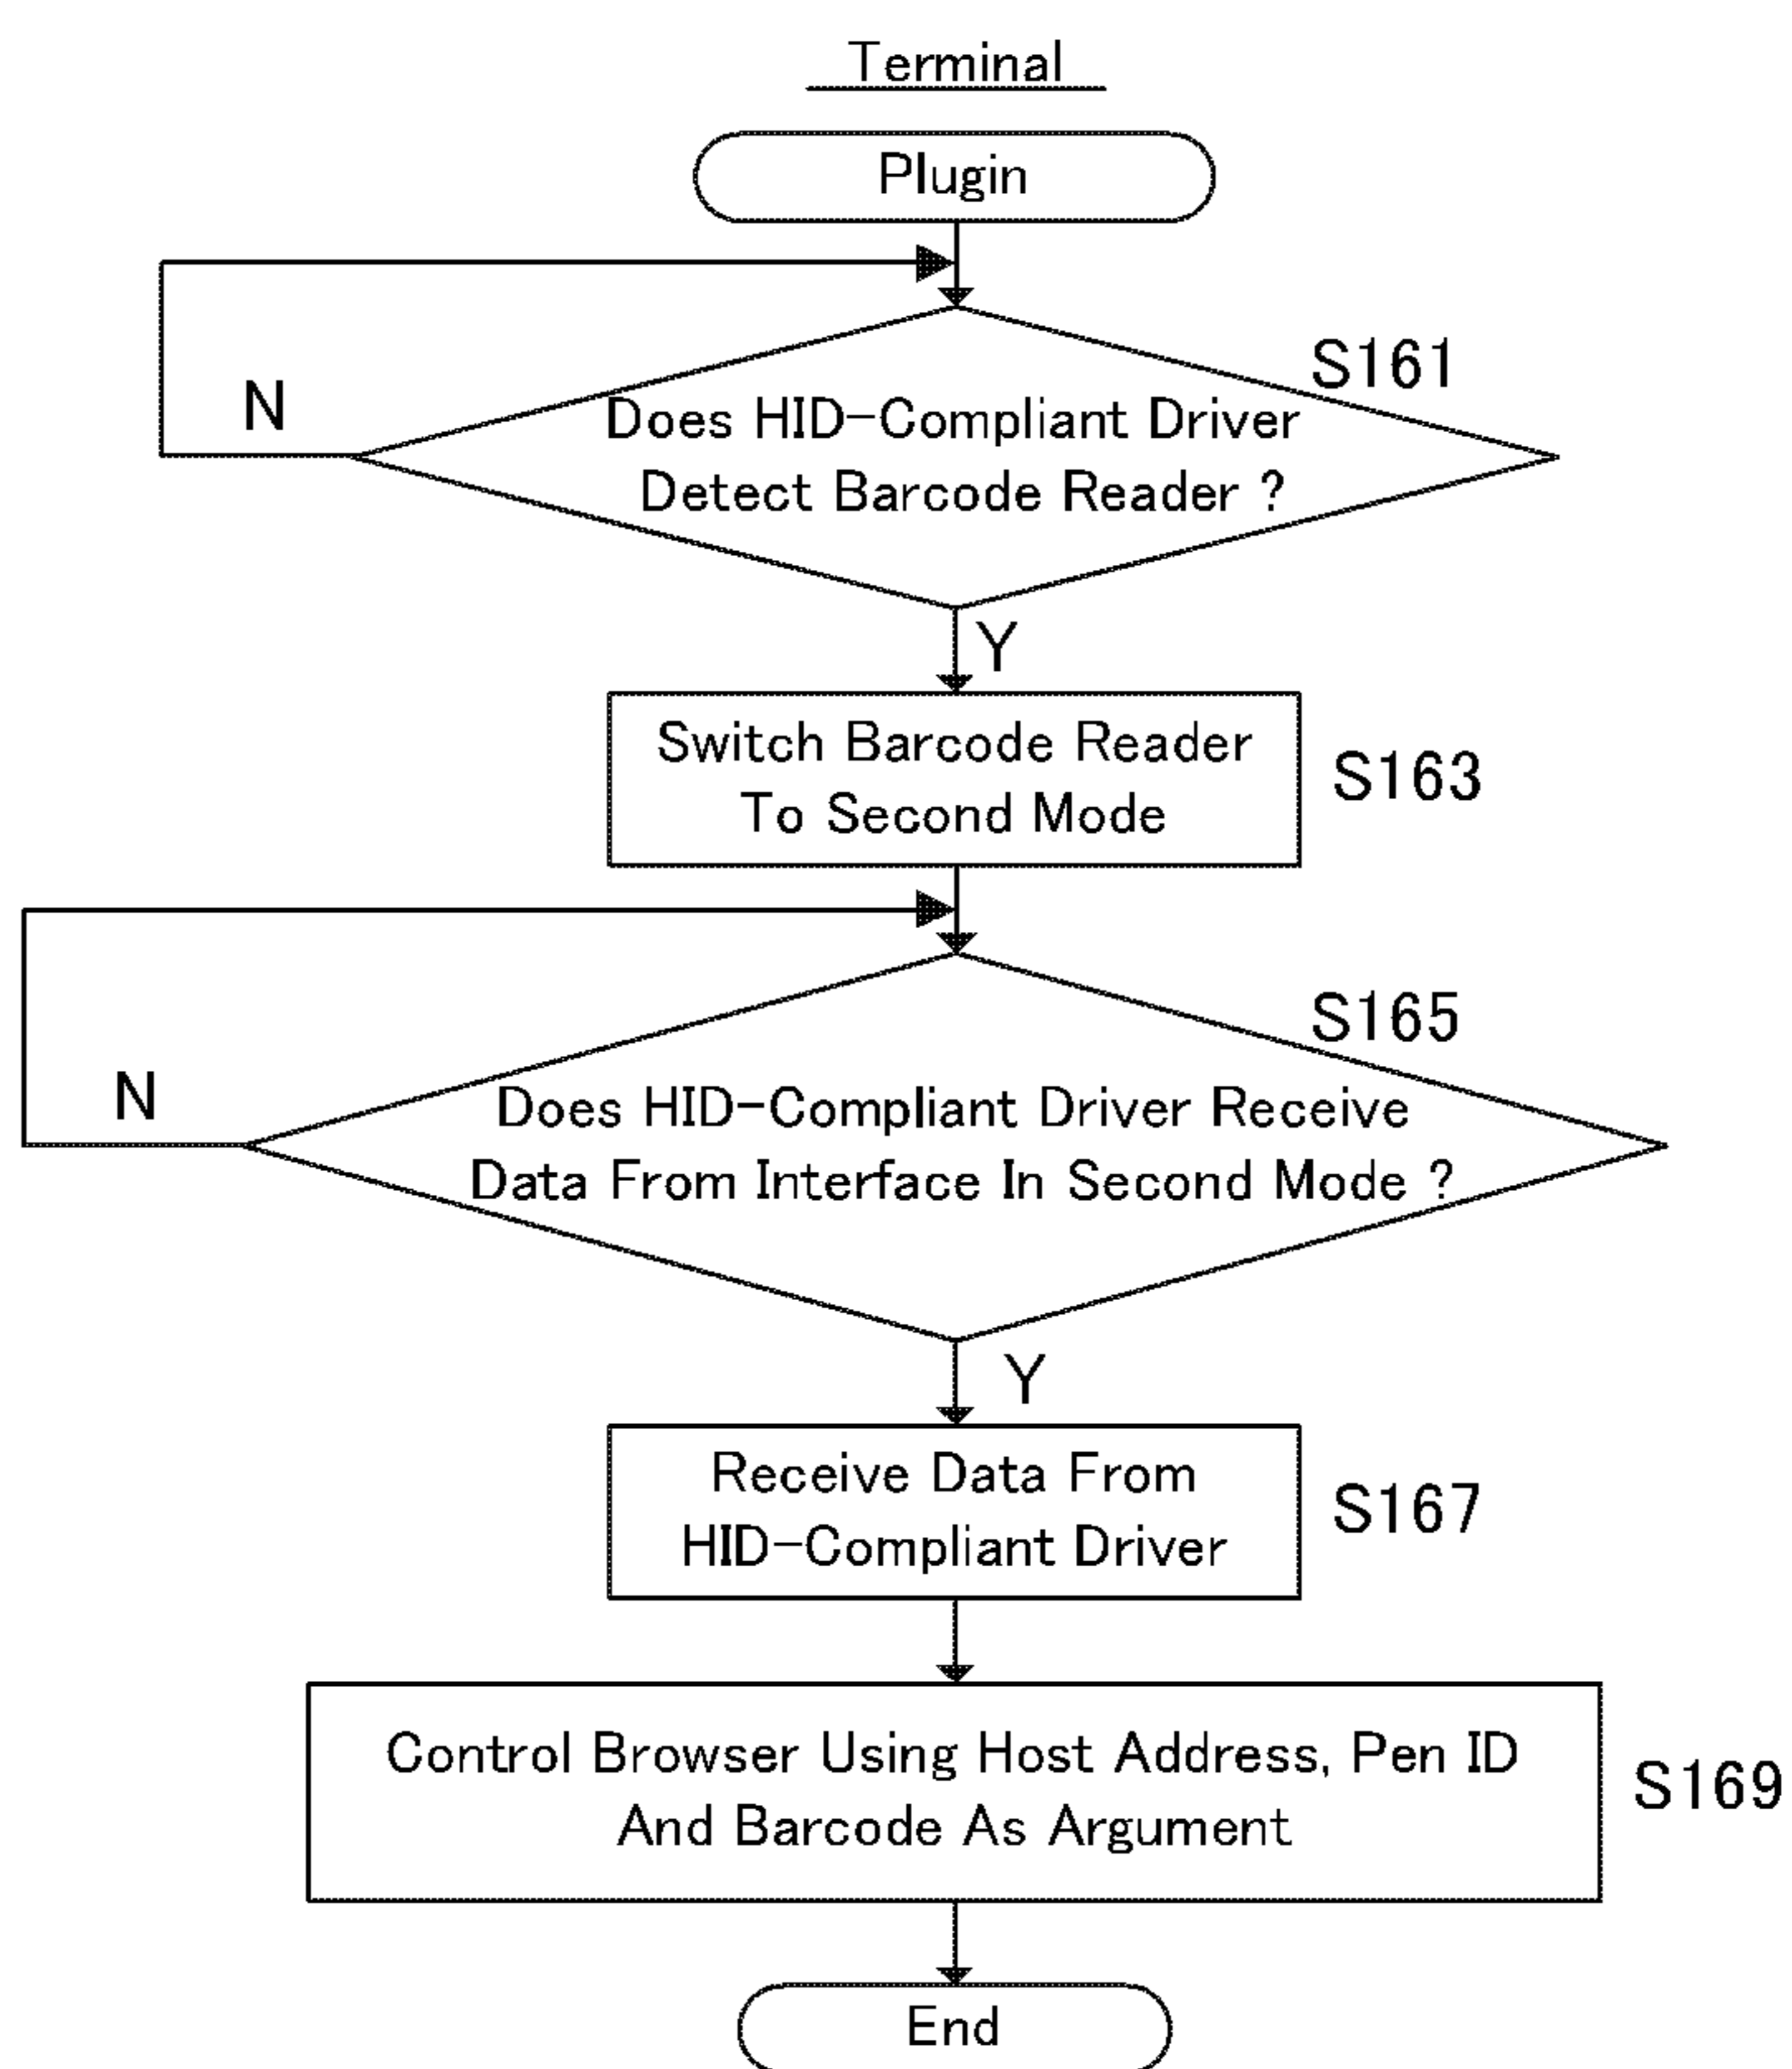 Terminal
Plugin
S161
N
Does HID-Compliant Driver
Detect Barcode Reader ?
Y
Switch Barcode Reader
To Second Mode
S163
S165
N
Does HID-Compliant Driver Receive
Data From Interface In Second Mode ?
Y
Receive Data From
HID-Compliant Driver
S167
Control Browser Using Host Address, Pen ID
And Barcode As Argument
S169
End